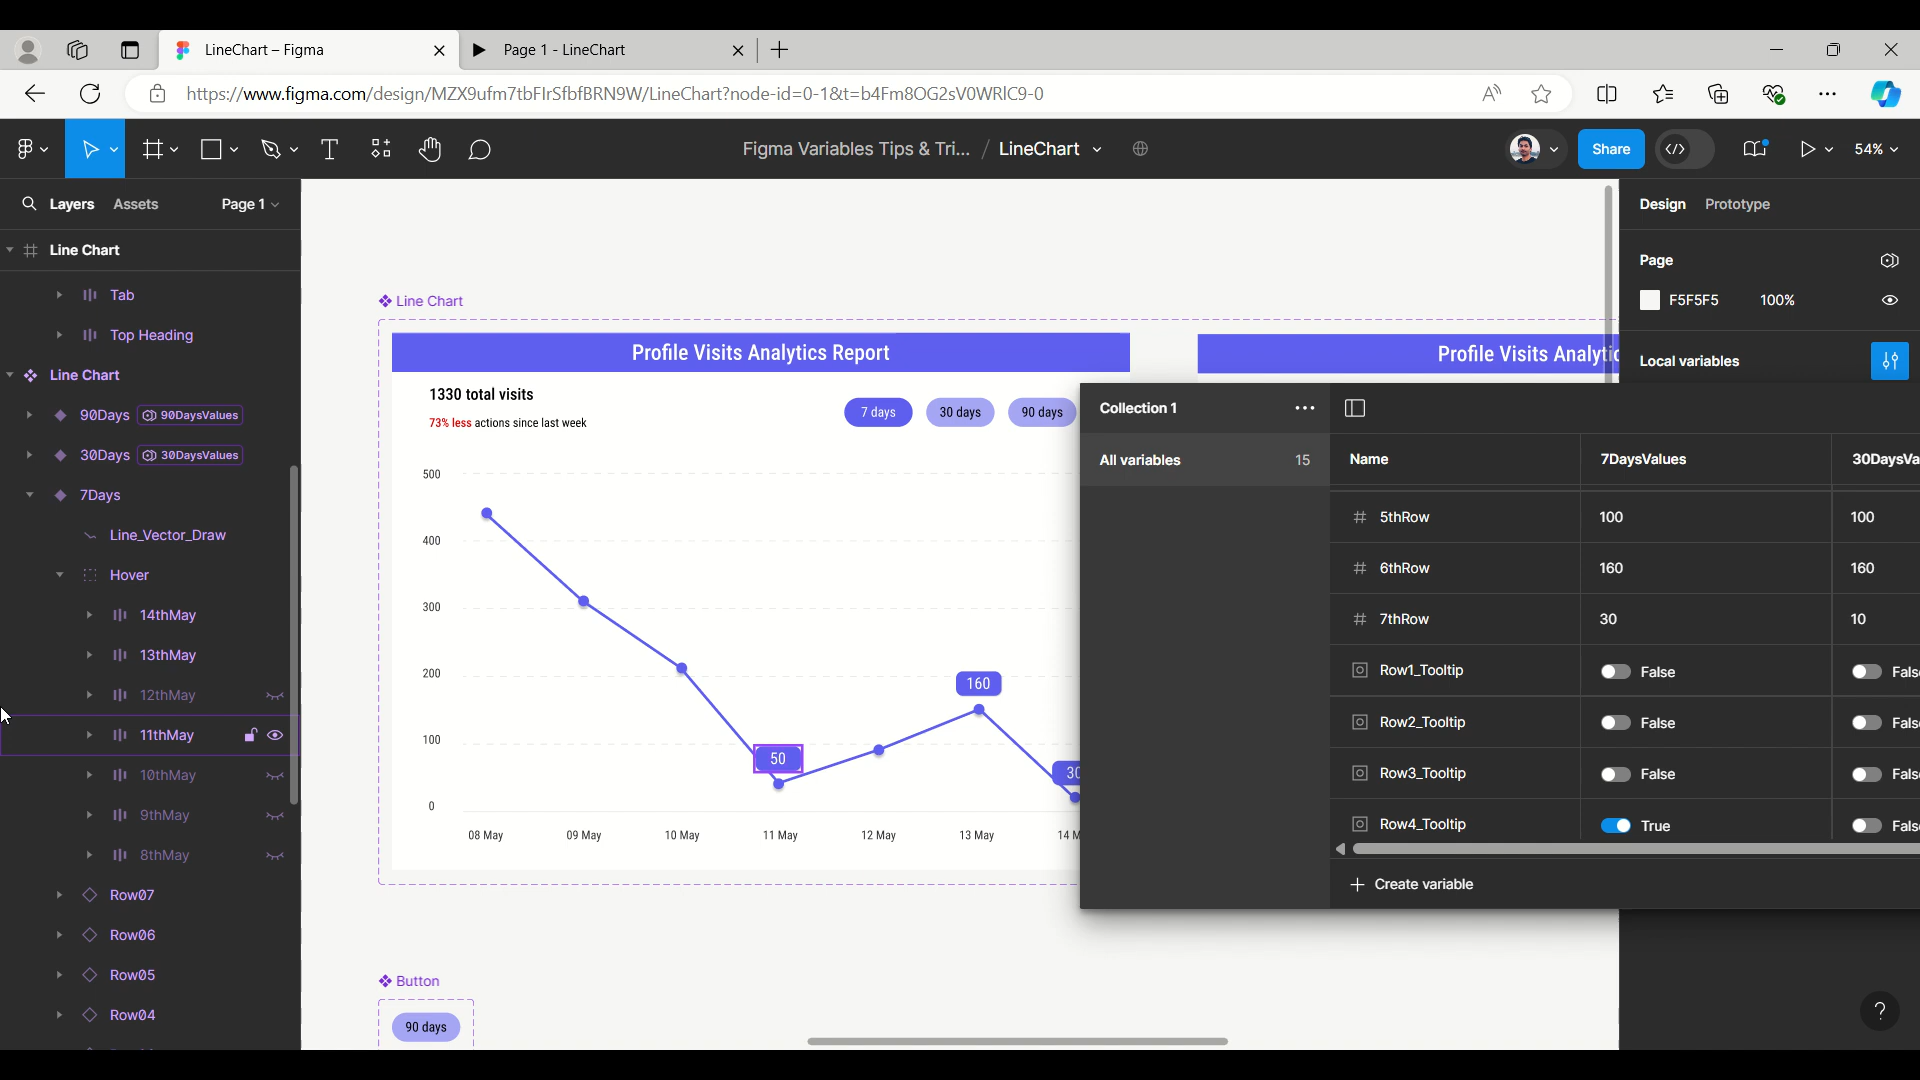 LineChart – Figma
Page 1 - LineChart
https://www.figma.com/design/MZX9ufm7tbFIrSfbfBRN9W/LineChart?node-id=0-1&t=b4Fm8OG2sV0WRlC9-0
Figma Variables Tips & Tri... / LineChart
Share
54%
Layers Assets Page 1
Design Prototype
Line Chart
Tab
Top Heading
Line Chart
90Days 90DaysValues
30Days 30DaysValues
7Days
Line_Vector_Draw
Hover
14thMay
13thMay
12thMay
11thMay
10thMay
9thMay
8thMay
Row07
Row06
Row05
Row04
Line Chart
Profile Visits Analytics Report
Profile Visits Analytic
1330 total visits
73% less actions since last week
7 days
30 days
90 days
500
400
300
200
100
0
160
50
30
08 May
09 May
10 May
11 May
12 May
13 May
14 M
Button
90 days
Page
F5F5F5 100%
Local variables
Collection 1
All variables 15
Name 7DaysValues 30DaysVa
5thRow 100 100
6thRow 160 160
7thRow 30 10
Row1_Tooltip False Fals
Row2_Tooltip False Fals
Row3_Tooltip False Fals
Row4_Tooltip True Fals
Create variable
?